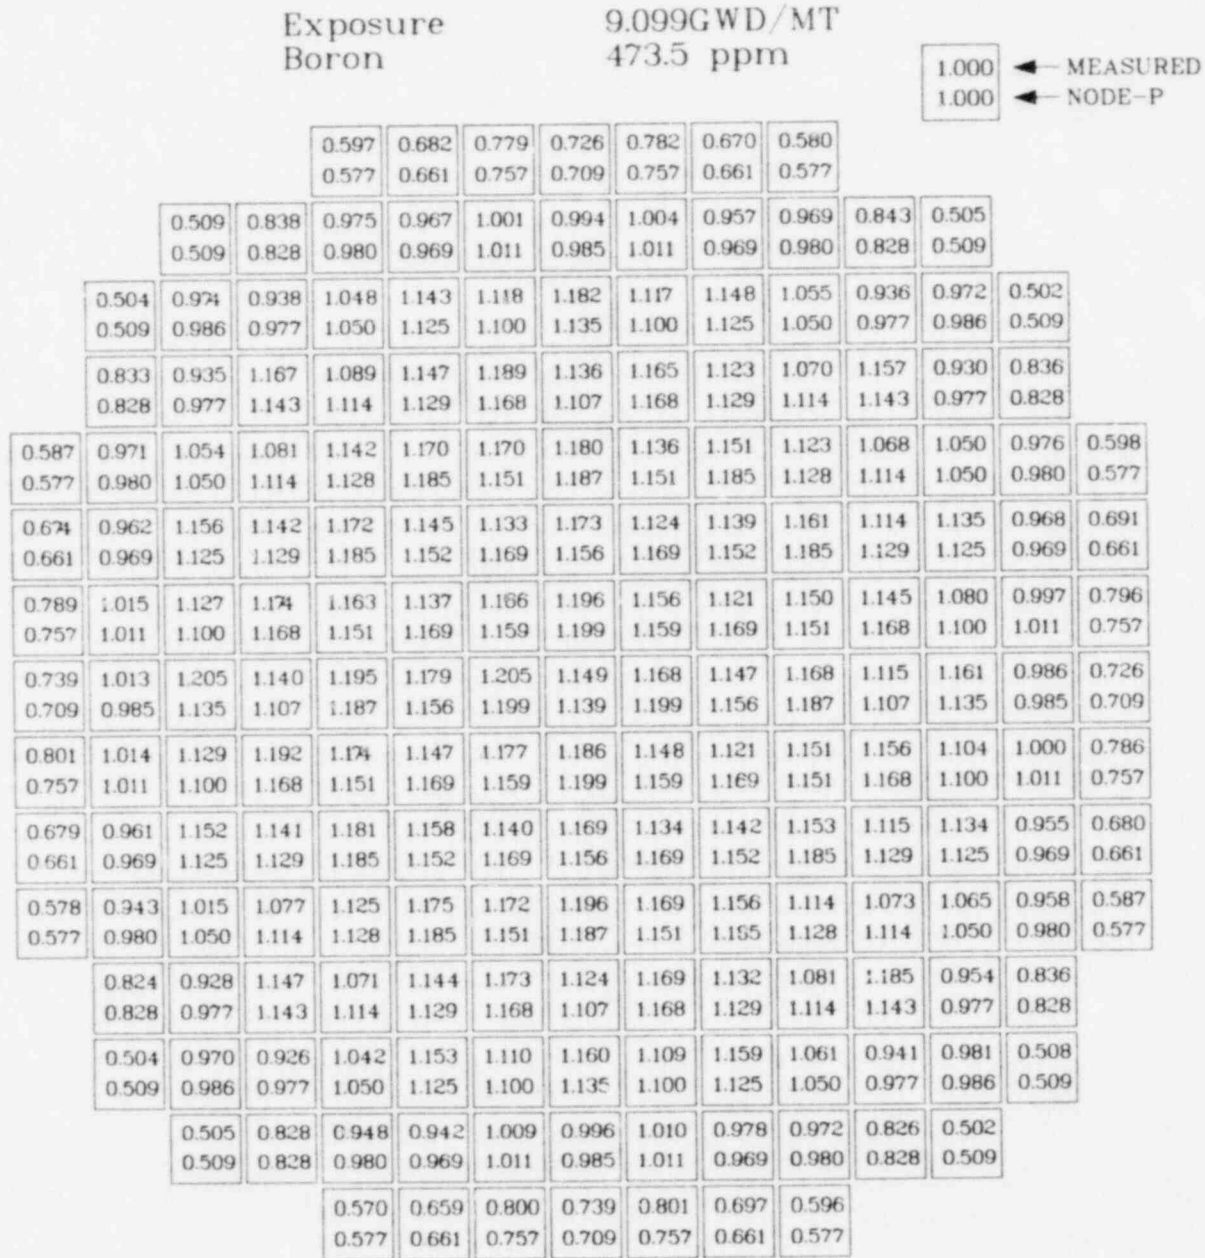 Exposure 9.099GWD/MT
Boron 473.5 ppm
1.000 MEASURED
1.000 NODE-P
0.597 0.682 0.779 0.726 0.782 0.670 0.580
0.577 0.661 0.757 0.709 0.757 0.661 0.577
0.509 0.838 0.975 0.967 1.001 0.994 1.004 0.957 0.969 0.843 0.505
0.509 0.828 0.980 0.969 1.011 0.985 1.011 0.969 0.980 0.828 0.509
0.504 0.974 0.938 1.048 1.143 1.118 1.182 1.117 1.148 1.055 0.936 0.972 0.502
0.509 0.986 0.977 1.050 1.125 1.100 1.135 1.100 1.125 1.050 0.977 0.986 0.509
0.833 0.935 1.167 1.089 1.147 1.189 1.136 1.165 1.123 1.070 1.157 0.930 0.836
0.828 0.977 1.143 1.114 1.129 1.168 1.107 1.168 1.129 1.114 1.143 0.977 0.828
0.587 0.971 1.054 1.081 1.142 1.170 1.170 1.180 1.136 1.151 1.123 1.068 1.050 0.976 0.598
0.577 0.980 1.050 1.114 1.128 1.185 1.151 1.187 1.151 1.185 1.128 1.114 1.050 0.980 0.577
0.674 0.962 1.156 1.142 1.172 1.145 1.133 1.173 1.124 1.139 1.161 1.114 1.135 0.968 0.691
0.661 0.969 1.125 1.129 1.185 1.152 1.169 1.156 1.169 1.152 1.185 1.129 1.125 0.969 0.661
0.789 1.015 1.127 1.174 1.163 1.137 1.166 1.196 1.156 1.121 1.150 1.145 1.080 0.997 0.796
0.757 1.011 1.100 1.168 1.151 1.169 1.159 1.199 1.159 1.169 1.151 1.168 1.100 1.011 0.757
0.739 1.013 1.205 1.140 1.195 1.179 1.205 1.149 1.168 1.147 1.168 1.115 1.161 0.986 0.726
0.709 0.985 1.135 1.107 1.187 1.156 1.199 1.139 1.199 1.156 1.187 1.107 1.135 0.985 0.709
0.801 1.014 1.129 1.192 1.174 1.147 1.177 1.186 1.148 1.121 1.151 1.156 1.104 1.000 0.786
0.757 1.011 1.100 1.168 1.151 1.169 1.159 1.199 1.159 1.169 1.151 1.168 1.100 1.011 0.757
0.679 0.961 1.152 1.141 1.181 1.158 1.140 1.169 1.134 1.142 1.153 1.115 1.134 0.955 0.680
0.661 0.969 1.125 1.129 1.185 1.152 1.169 1.156 1.169 1.152 1.185 1.129 1.125 0.969 0.661
0.578 0.943 1.015 1.077 1.125 1.175 1.172 1.196 1.169 1.156 1.114 1.073 1.065 0.958 0.587
0.577 0.980 1.050 1.114 1.128 1.185 1.151 1.187 1.151 1.185 1.128 1.114 1.050 0.980 0.577
0.824 0.928 1.147 1.071 1.144 1.173 1.124 1.169 1.132 1.081 1.185 0.954 0.836
0.828 0.977 1.143 1.114 1.129 1.168 1.107 1.168 1.129 1.114 1.143 0.977 0.828
0.504 0.970 0.926 1.042 1.153 1.110 1.160 1.109 1.159 1.061 0.941 0.981 0.508
0.509 0.986 0.977 1.050 1.125 1.100 1.135 1.100 1.125 1.050 0.977 0.986 0.509
0.505 0.828 0.948 0.942 1.009 0.996 1.010 0.978 0.972 0.826 0.502
0.509 0.828 0.980 0.969 1.011 0.985 1.011 0.969 0.980 0.828 0.509
0.570 0.659 0.800 0.739 0.801 0.697 0.596
0.577 0.661 0.757 0.709 0.757 0.661 0.577